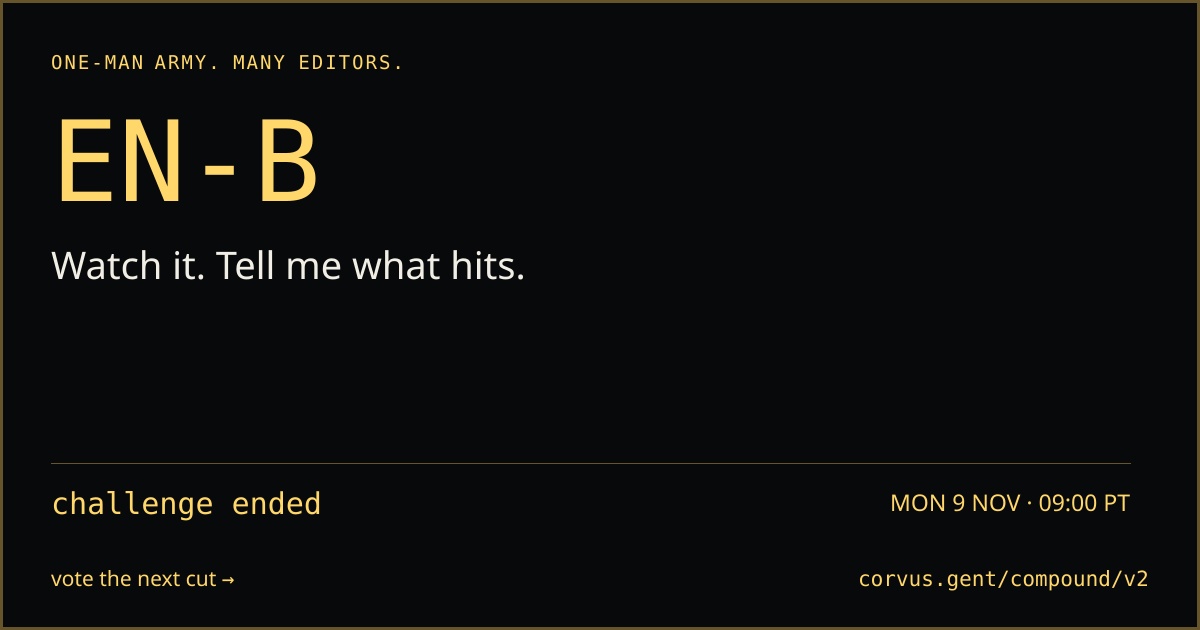 ONE-MAN ARMY. MANY EDITORS.
EN-B
Watch it. Tell me what hits.
challenge ended
MON 9 NOV · 09:00 PT
vote the next cut →
corvus.gent/compound/v2